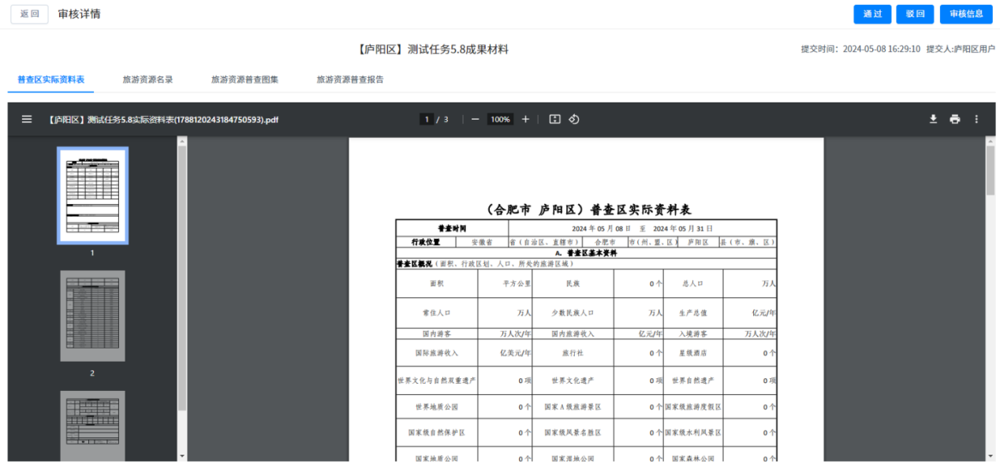 返回 审核详情 通过 驳回 审核信息
【庐阳区】测试任务5.8成果材料 提交时间：2024-05-08 16:29:10 提交人:庐阳区用户
普查区实际资料表 旅游资源名录 旅游资源普查图集 旅游资源普查报告
【庐阳区】测试任务5.8实际资料表(1788120243184750593).pdf 1 / 3 — 100% +
（合肥市 庐阳区）普查区实际资料表
普查时间 2024 年 05 月 08 日 至 2024 年 05 月 31 日
行政位置 安徽省 省（自治区、直辖市） 合肥市 市(州、盟、区) 庐阳区 县（市、旗、区）
A. 普查区基本资料
普查区概况（面积、行政区划、人口、所处的旅游区域）
面积 平方公里 民族 0 个 总人口 万人
常住人口 万人 少数民族人口 万人 生产总值 亿元/年
国内游客 万人次/年 国内旅游收入 亿元/年 入境游客 万人次/年
国际旅游收入 亿美元/年 旅行社 0 个 星级酒店 0 个
世界文化与自然双重遗产 0 项 世界文化遗产 0 项 世界自然遗产 0 项
世界地质公园 0 个 国家 A 级旅游景区 0 个 国家级旅游度假区 0 个
国家级自然保护区 0 个 国家级风景名胜区 0 个 国家级水利风景区 0 个
国家地质公园 0 个 国家湿地公园 0 个 国家森林公园 0 个
1
2